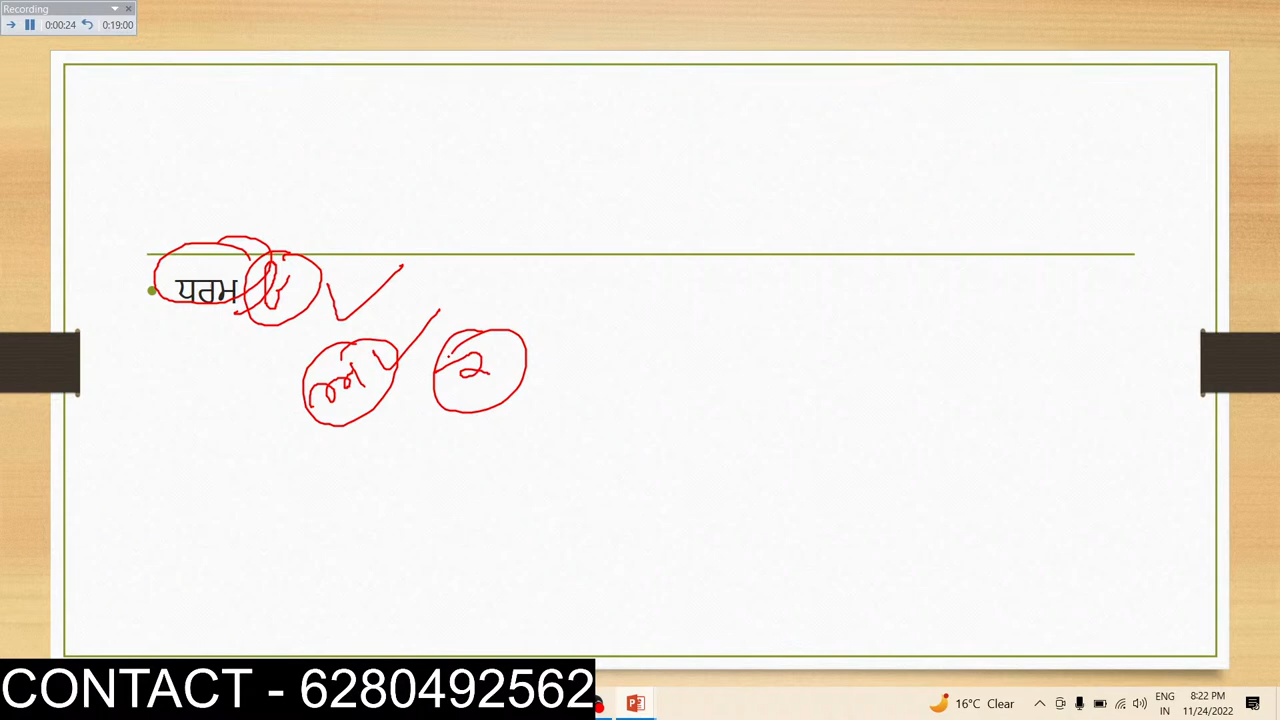 Recording
0:00:24 0:19:00
ਧਰਮ
2
CONTACT - 6280492562
16°C Clear
ENG
IN
8:22 PM
11/24/2022